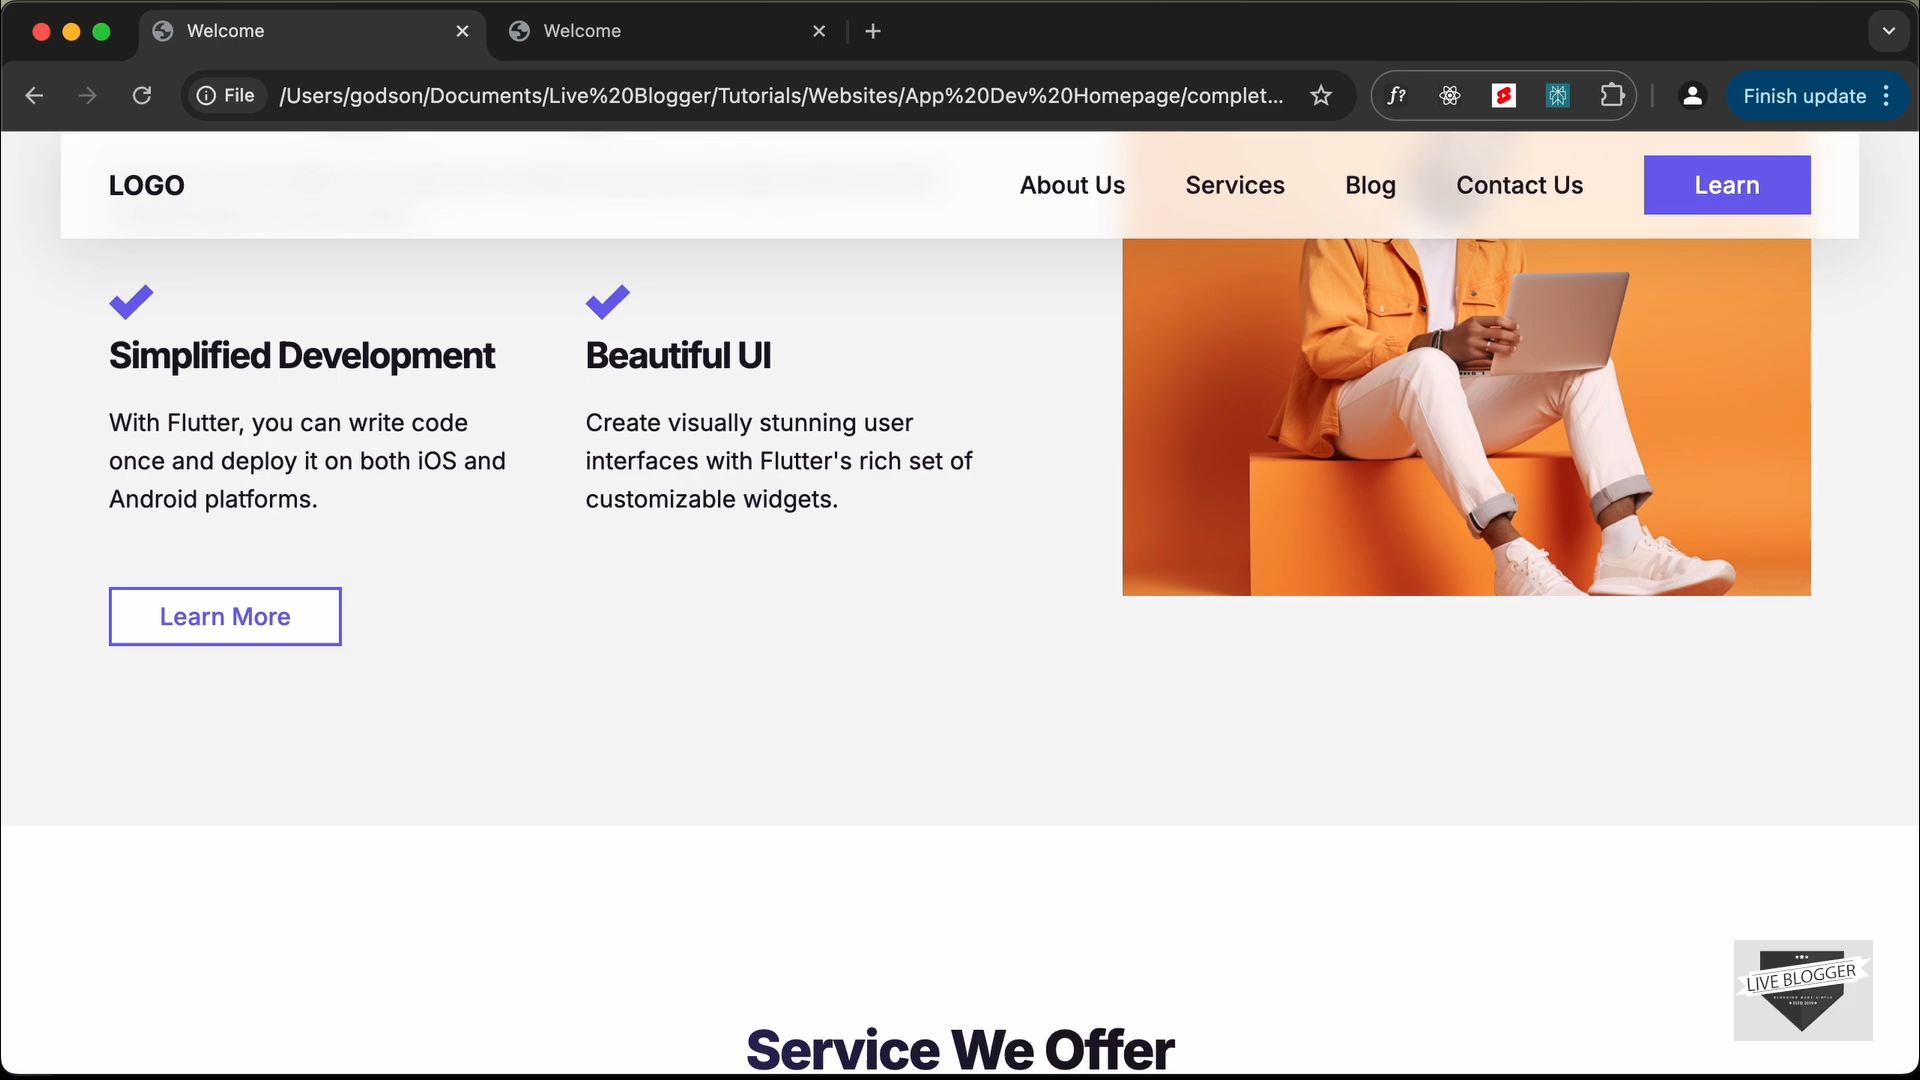 Welcome
Welcome
File
/Users/godson/Documents/Live%20Blogger/Tutorials/Websites/App%20Dev%20Homepage/complet...
f?
Finish update
LOGO
About Us
Services
Blog
Contact Us
Learn
Simplified Development
With Flutter, you can write code
once and deploy it on both iOS and
Android platforms.
Beautiful UI
Create visually stunning user
interfaces with Flutter's rich set of
customizable widgets.
Learn More
LIVE BLOGGER
Service We Offer